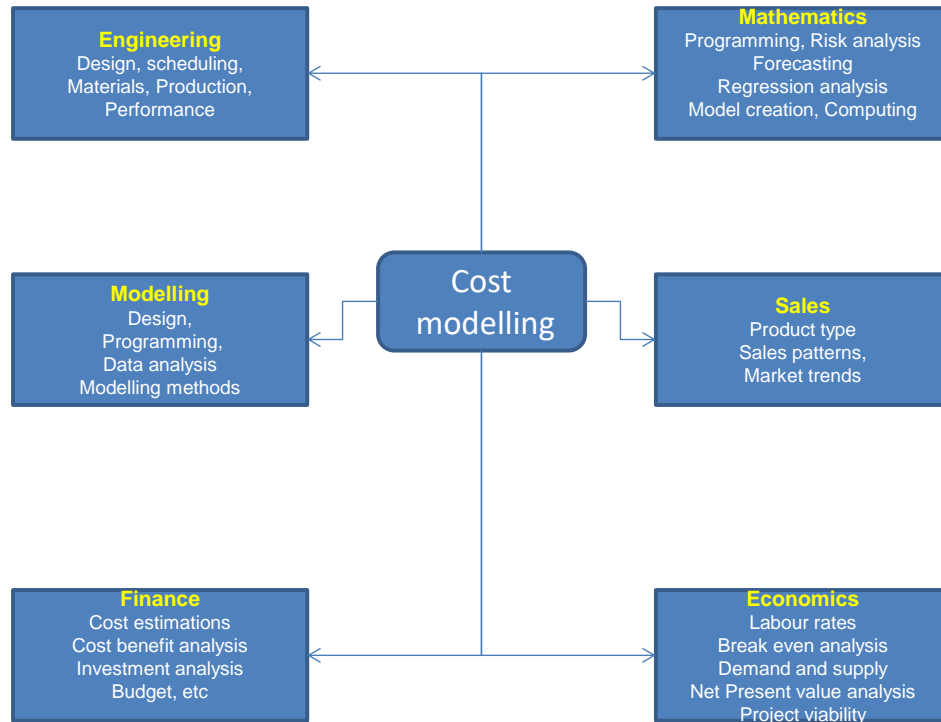 Engineering
Design, scheduling,
Materials, Production,
Performance
Mathematics
Programming, Risk analysis
Forecasting
Regression analysis
Model creation, Computing
Modelling
Design,
Programming,
Data analysis
Modelling methods
Cost
modelling
Sales
Product type
Sales patterns,
Market trends
Finance
Cost estimations
Cost benefit analysis
Investment analysis
Budget, etc
Economics
Labour rates
Break even analysis
Demand and supply
Net Present value analysis
Project viability